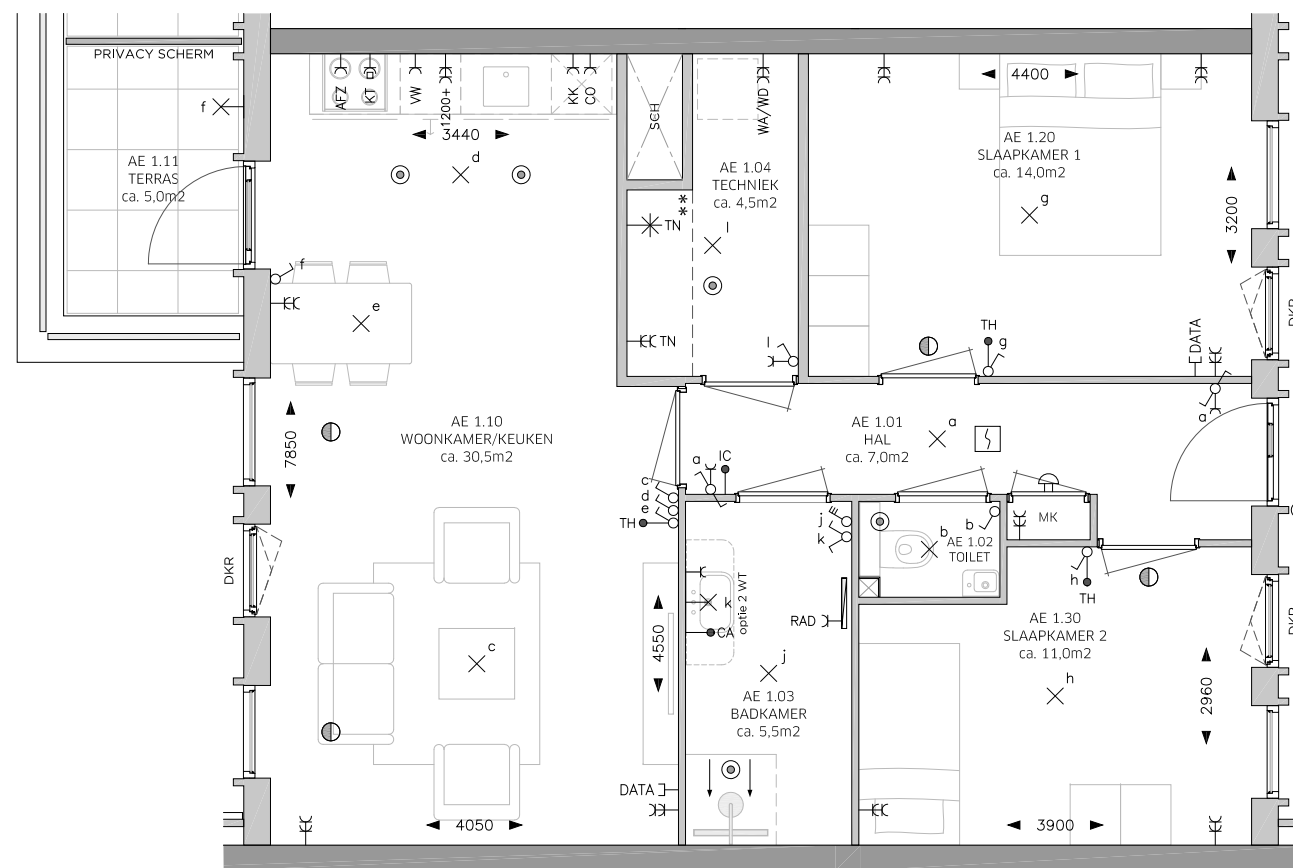 PRIVACY SCHERM
f
AE 1.11
TERRAS
ca. 5,0m2
f
AFZ
KT
VW
1200+
KK
CO
3440
d
SCH
WA/WD
AE 1.04
TECHNIEK
ca. 4,5m2
**
TN
l
TN
l
4400
AE 1.20
SLAAPKAMER 1
ca. 14,0m2
g
3200
TH
g
DATA
DKR
e
7850
AE 1.10
WOONKAMER/KEUKEN
ca. 30,5m2
a
IC
AE 1.01
HAL
ca. 7,0m2
a
a
c
d
e
TH
j
k
b
b
AE 1.02
TOILET
MK
h
TH
DKR
optie 2 WT
k
CA
RAD
4550
c
j
AE 1.03
BADKAMER
ca. 5,5m2
AE 1.30
SLAAPKAMER 2
ca. 11,0m2
h
2960
DKR
DATA
4050
3900